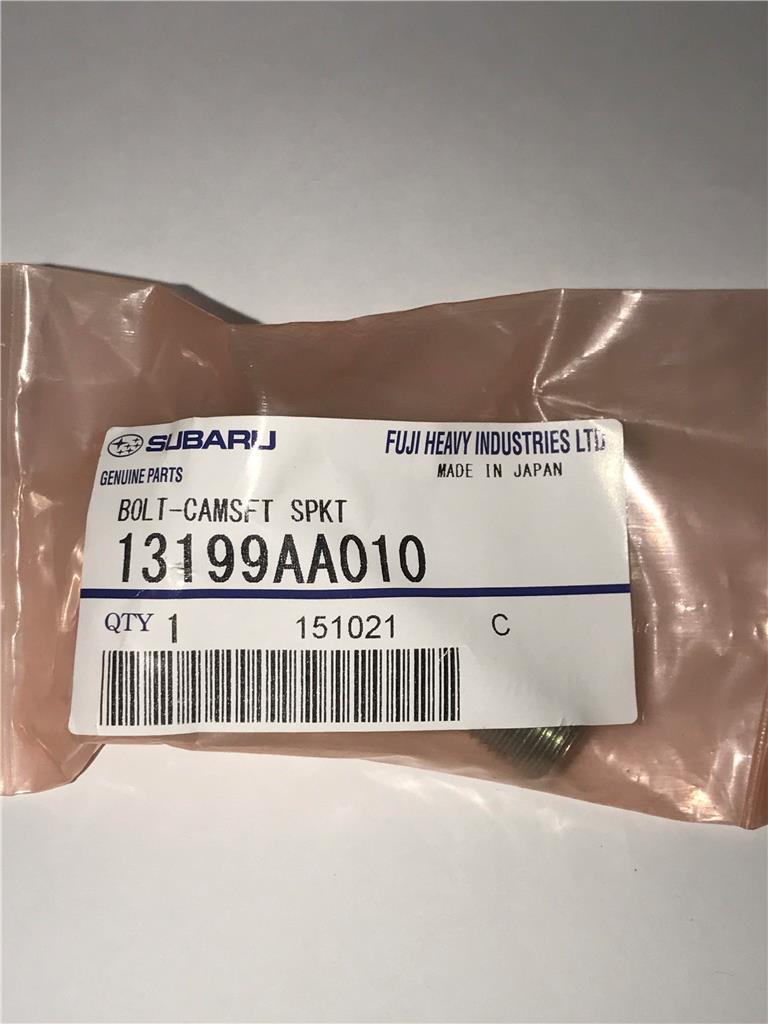 SUBARU FUJI HEAVY INDUSTRIES LTD
GENUINE PARTS MADE IN JAPAN
BOLT-CAMSFT SPKT
13199AA010
QTY 1 151021 C